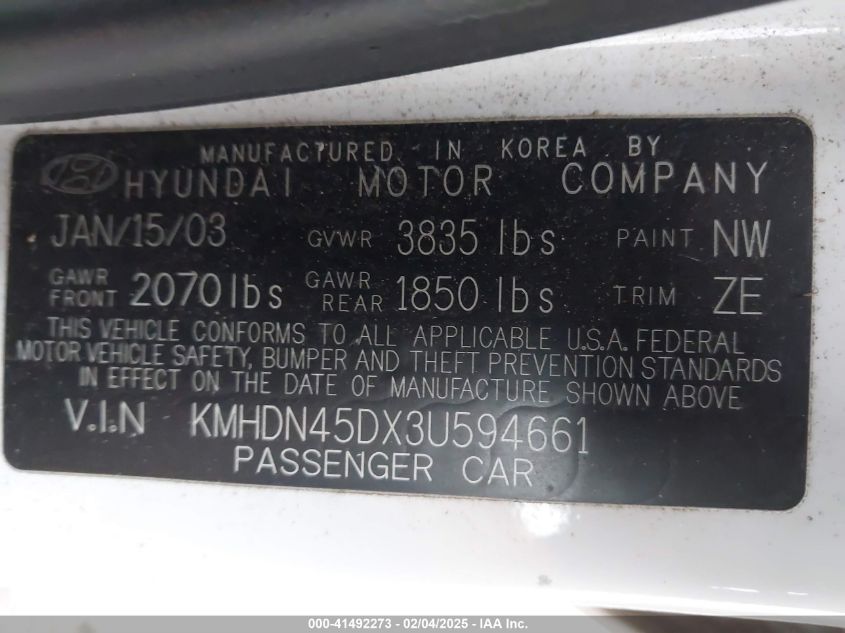 MANUFACTURED IN KOREA BY
HYUNDAI MOTOR COMPANY
JAN/15/03 GVWR 3835 lbs PAINT NW
GAWR FRONT 2070 lbs GAWR REAR 1850 lbs TRIM ZE
THIS VEHICLE CONFORMS TO ALL APPLICABLE U.S.A. FEDERAL
MOTOR VEHICLE SAFETY, BUMPER AND THEFT PREVENTION STANDARDS
IN EFFECT ON THE DATE OF MANUFACTURE SHOWN ABOVE
V.I.N KMHDN45DX3U594661
PASSENGER CAR
000-41492273 - 02/04/2025 - IAA Inc.